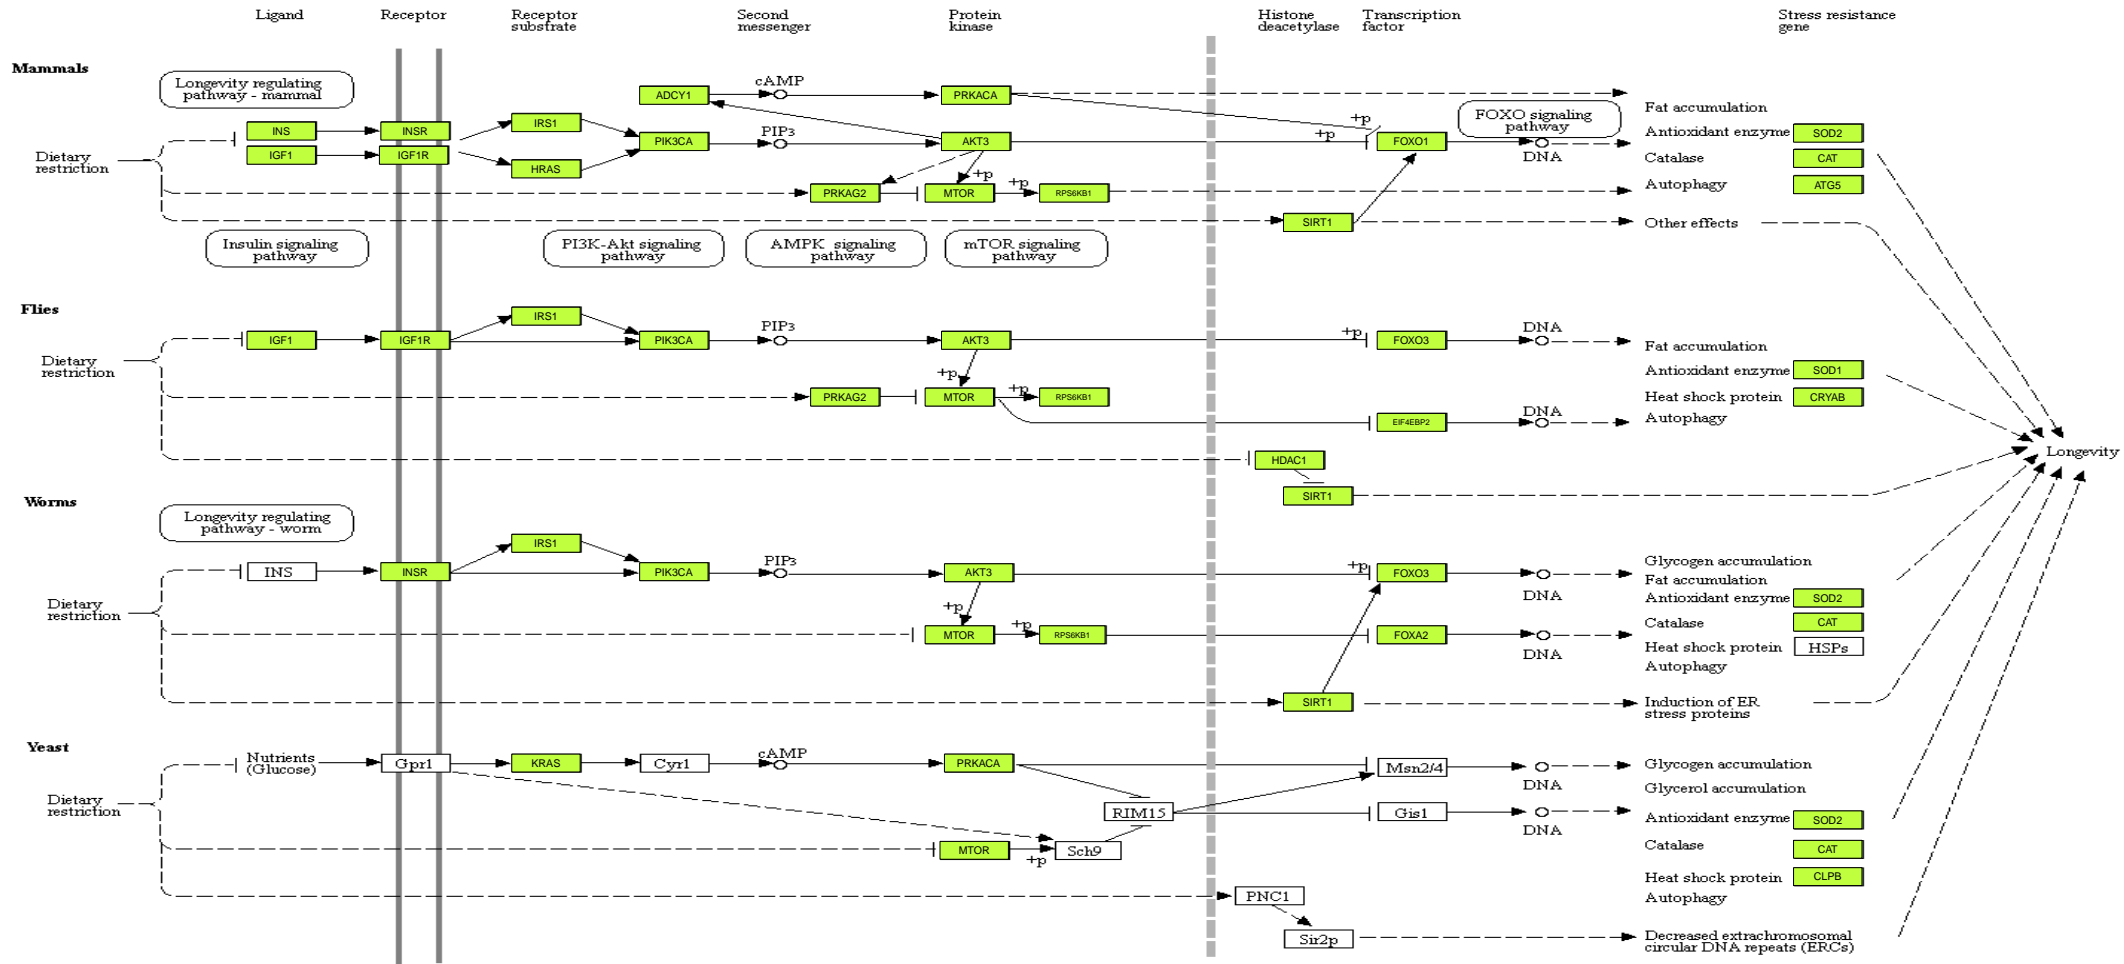 Ligand
Receptor
Receptor
substrate
Second
messenger
Protein
kinase
Histone
deacetylase
Transcription
factor
Stress resistance
gene
Mammals
Longevity regulating
pathway - mammal
ADCY1
cAMP
PRKACA
FOXO signaling
pathway
Fat accumulation
INS
INSR
IRS1
PIK3CA
PIP3
AKT3
+p
+p
FOXO1
DNA
Antioxidant enzyme
SOD2
Dietary
restriction
IGF1
IGF1R
HRAS
Catalase
CAT
PRKAG2
+p
MTOR
+p
RPS6KB1
Autophagy
ATG5
SIRT1
Other effects
Insulin signaling
pathway
PI3K-Akt signaling
pathway
AMPK signaling
pathway
mTOR signaling
pathway
Flies
IRS1
IGF1
IGF1R
PIK3CA
PIP3
AKT3
+p
FOXO3
DNA
Fat accumulation
Dietary
restriction
+p
Antioxidant enzyme
SOD1
PRKAG2
MTOR
+p
RPS6KB1
Heat shock protein
CRYAB
EIF4EBP2
DNA
Autophagy
HDAC1
Longevity
SIRT1
Worms
Longevity regulating
pathway - worm
IRS1
INS
INSR
PIK3CA
PIP3
AKT3
+p
FOXO3
DNA
Glycogen accumulation
Fat accumulation
Dietary
restriction
+p
Antioxidant enzyme
SOD2
Catalase
CAT
MTOR
+p
RPS6KB1
FOXA2
DNA
Heat shock protein
HSPs
Autophagy
SIRT1
Induction of ER
stress proteins
Yeast
Nutrients
(Glucose)
Gpr1
KRAS
Cyr1
cAMP
PRKACA
Msn2/4
DNA
Glycogen accumulation
Glycerol accumulation
Dietary
restriction
RIM15
Gis1
DNA
Antioxidant enzyme
SOD2
MTOR
+p
Sch9
Catalase
CAT
Heat shock protein
CLPB
PNC1
Autophagy
Sir2p
Decreased extrachromosomal
circular DNA repeats (ERCs)